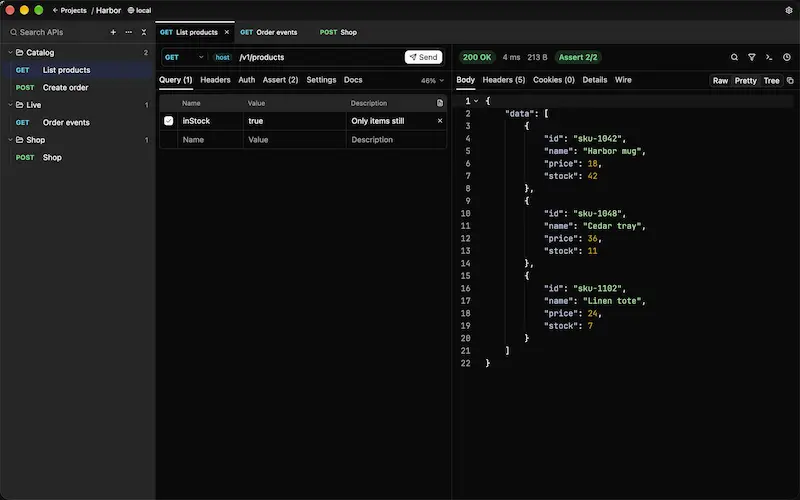 Projects / Harbor local
Search APIs
Catalog 2
GET List products
POST Create order
Live 1
GET Order events
Shop 1
POST Shop
GET List products
GET Order events
POST Shop
GET host /v1/products Send
Query (1) Headers Auth Assert (2) Settings Docs 46%
Name Value Description
inStock true Only items still
Name Value Description
200 OK 4 ms 213 B Assert 2/2
Body Headers (5) Cookies (0) Details Wire Raw Pretty Tree
1 {
2 "data": [
3 {
4 "id": "sku-1042",
5 "name": "Harbor mug",
6 "price": 18,
7 "stock": 42
8 },
9 {
10 "id": "sku-1048",
11 "name": "Cedar tray",
12 "price": 36,
13 "stock": 11
14 },
15 {
16 "id": "sku-1102",
17 "name": "Linen tote",
18 "price": 24,
19 "stock": 7
20 }
21 ]
22 }